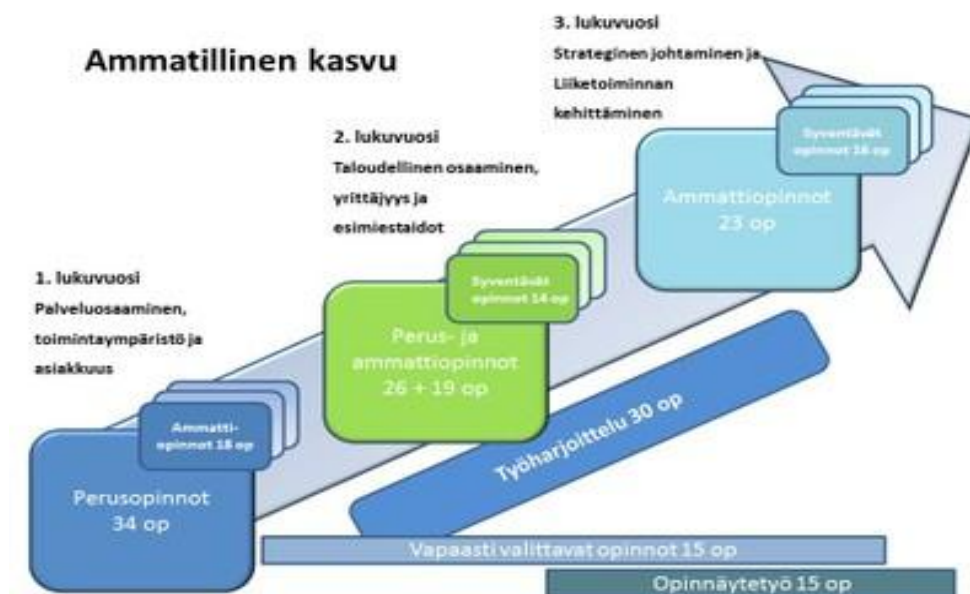 Ammatillinen kasvu
3. lukuvuosi
Strateginen johtaminen ja
Liiketoiminnan
kehittäminen
Syventävät
opinnot 16 op
Ammattiopinnot
23 op
2. lukuvuosi
Taloudellinen osaaminen,
yrittäjyys ja
esimiestaidot
Syventävät
opinnot 14 op
Perus- ja
ammattiopinnot
26 + 19 op
1. lukuvuosi
Palveluosaaminen,
toimintaympäristö ja
asiakkuus
Ammatti-
opinnot 18 op
Perusopinnot
34 op
Työharjoittelu 30 op
Vapaasti valittavat opinnot 15 op
Opinnäytetyö 15 op